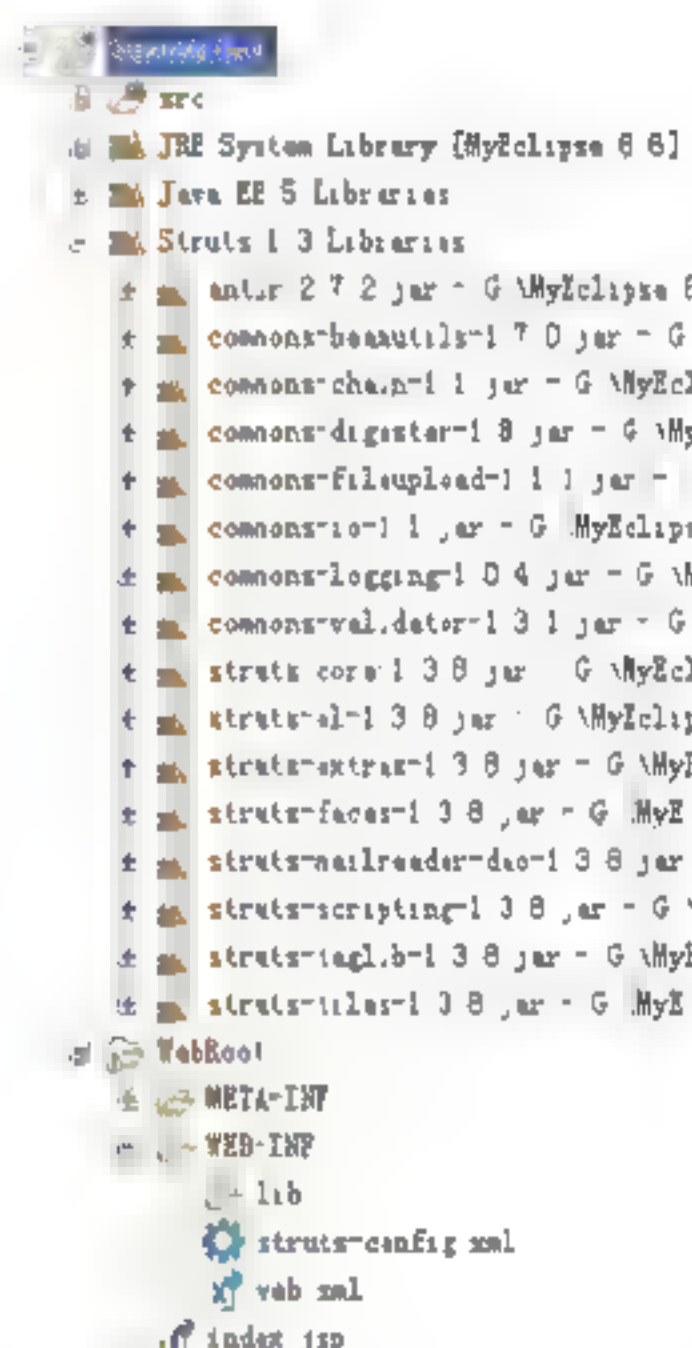 src
JRE System Library [MyEclipse 6 6]
Java EE 5 Libraries
Struts 1 3 Libraries
antlr 2 7 2 jar - G \MyEclipse 6
commons-beanutils-1 7 0 jar - G
commons-chain-1 1 jar - G \MyEcl
commons-digester-1 8 jar - G \My
commons-fileupload-1 1 1 jar -
commons-io-1 1 jar - G \MyEclips
commons-logging-1 0 4 jar - G \M
commons-validator-1 3 1 jar - G
struts core-1 3 8 jar G \MyEcl
struts-el-1 3 8 jar - G \MyEclip
struts-extras-1 3 8 jar - G \MyE
struts-faces-1 3 8 jar - G \MyE
struts-mailreader-dao-1 3 8 jar
struts-scripting-1 3 8 jar - G \
struts-taglib-1 3 8 jar - G \MyE
struts-tiles-1 3 8 jar - G \MyE
WebRoot
META-INF
WEB-INF
lib
struts-config xml
web xml
index jsp